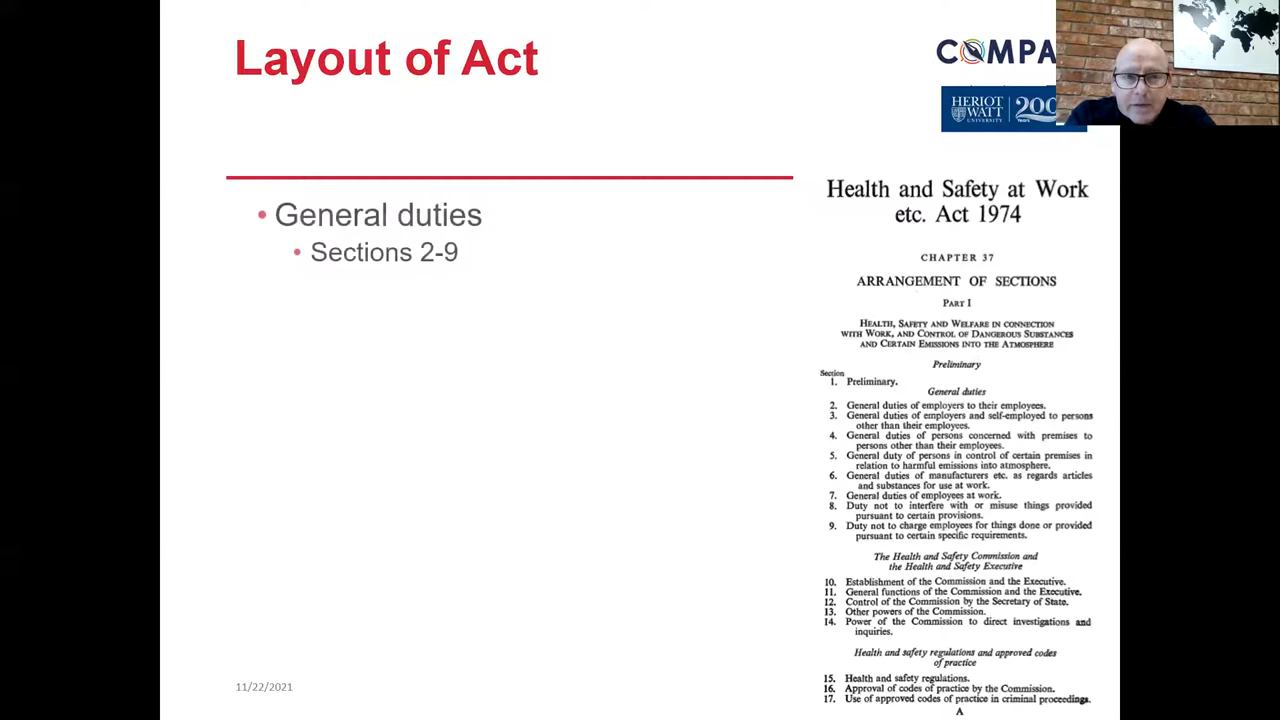 Layout of Act
COMPA
HERIOT
WATT
UNIVERSITY
200
YEARS
• General duties
• Sections 2-9
Health and Safety at Work
etc. Act 1974
CHAPTER 37
ARRANGEMENT OF SECTIONS
PART I
HEALTH, SAFETY AND WELFARE IN CONNECTION
WITH WORK, AND CONTROL OF DANGEROUS SUBSTANCES
AND CERTAIN EMISSIONS INTO THE ATMOSPHERE
Preliminary
Section
1. Preliminary.
General duties
2. General duties of employers to their employees.
3. General duties of employers and self-employed to persons
other than their employees.
4. General duties of persons concerned with premises to
persons other than their employees.
5. General duty of persons in control of certain premises in
relation to harmful emissions into atmosphere.
6. General duties of manufacturers etc. as regards articles
and substances for use at work.
7. General duties of employees at work.
8. Duty not to interfere with or misuse things provided
pursuant to certain provisions.
9. Duty not to charge employees for things done or provided
pursuant to certain specific requirements.
The Health and Safety Commission and
the Health and Safety Executive
10. Establishment of the Commission and the Executive.
11. General functions of the Commission and the Executive.
12. Control of the Commission by the Secretary of State.
13. Other powers of the Commission.
14. Power of the Commission to direct investigations and
inquiries.
Health and safety regulations and approved codes
of practice
15. Health and safety regulations.
16. Approval of codes of practice by the Commission.
17. Use of approved codes of practice in criminal proceedings.
A
11/22/2021